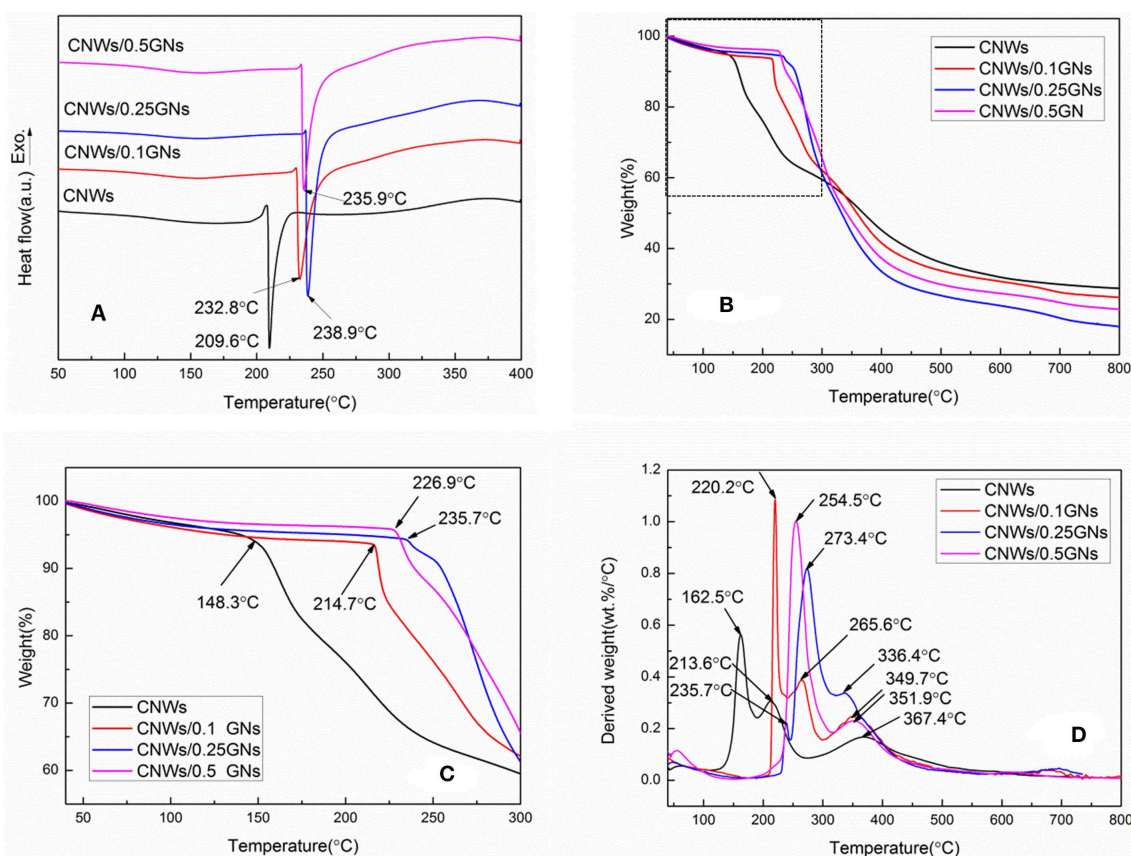 CNWs/0.5GNs
CNWs/0.25GNs
CNWs/0.1GNs
CNWs
235.9°C
232.8°C
209.6°C
238.9°C
A
Heat flow(a.u.) Exo.
50 100 150 200 250 300 350 400
Temperature(°C)
CNWs
CNWs/0.1GNs
CNWs/0.25GNs
CNWs/0.5GN
B
Weight(%)
100
80
60
40
20
100 200 300 400 500 600 700 800
Temperature(°C)
226.9°C
235.7°C
148.3°C
214.7°C
CNWs
CNWs/0.1 GNs
CNWs/0.25GNs
CNWs/0.5 GNs
C
Weight(%)
100
90
80
70
60
50 100 150 200 250 300
Temperature(°C)
220.2°C
254.5°C
273.4°C
162.5°C
265.6°C
213.6°C
235.7°C
336.4°C
349.7°C
351.9°C
367.4°C
CNWs
CNWs/0.1GNs
CNWs/0.25GNs
CNWs/0.5GNs
D
Derived weight(wt.%/°C)
1.2
1.0
0.8
0.6
0.4
0.2
0.0
100 200 300 400 500 600 700 800
Temperature(°C)